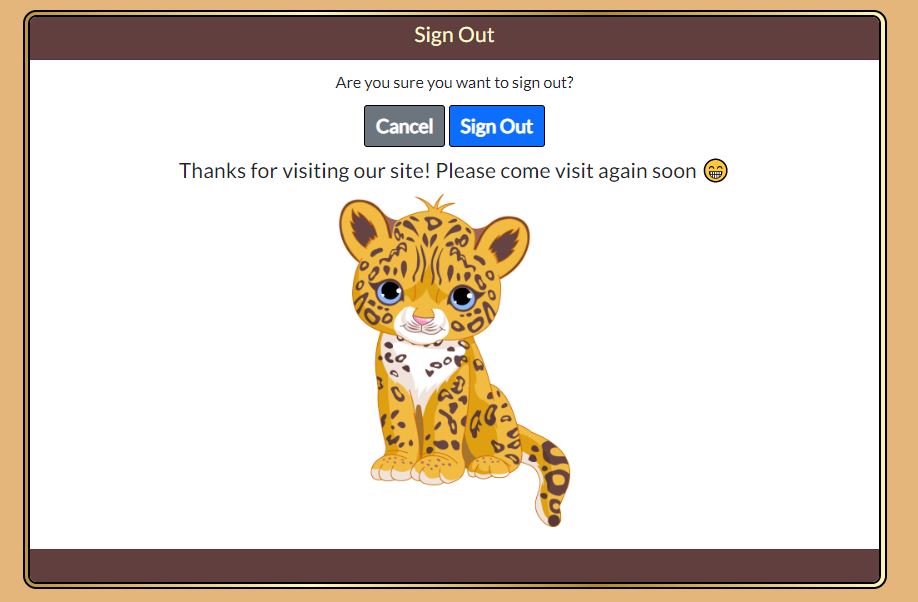 Sign Out
Are you sure you want to sign out?
Cancel Sign Out
Thanks for visiting our site! Please come visit again soon 😁